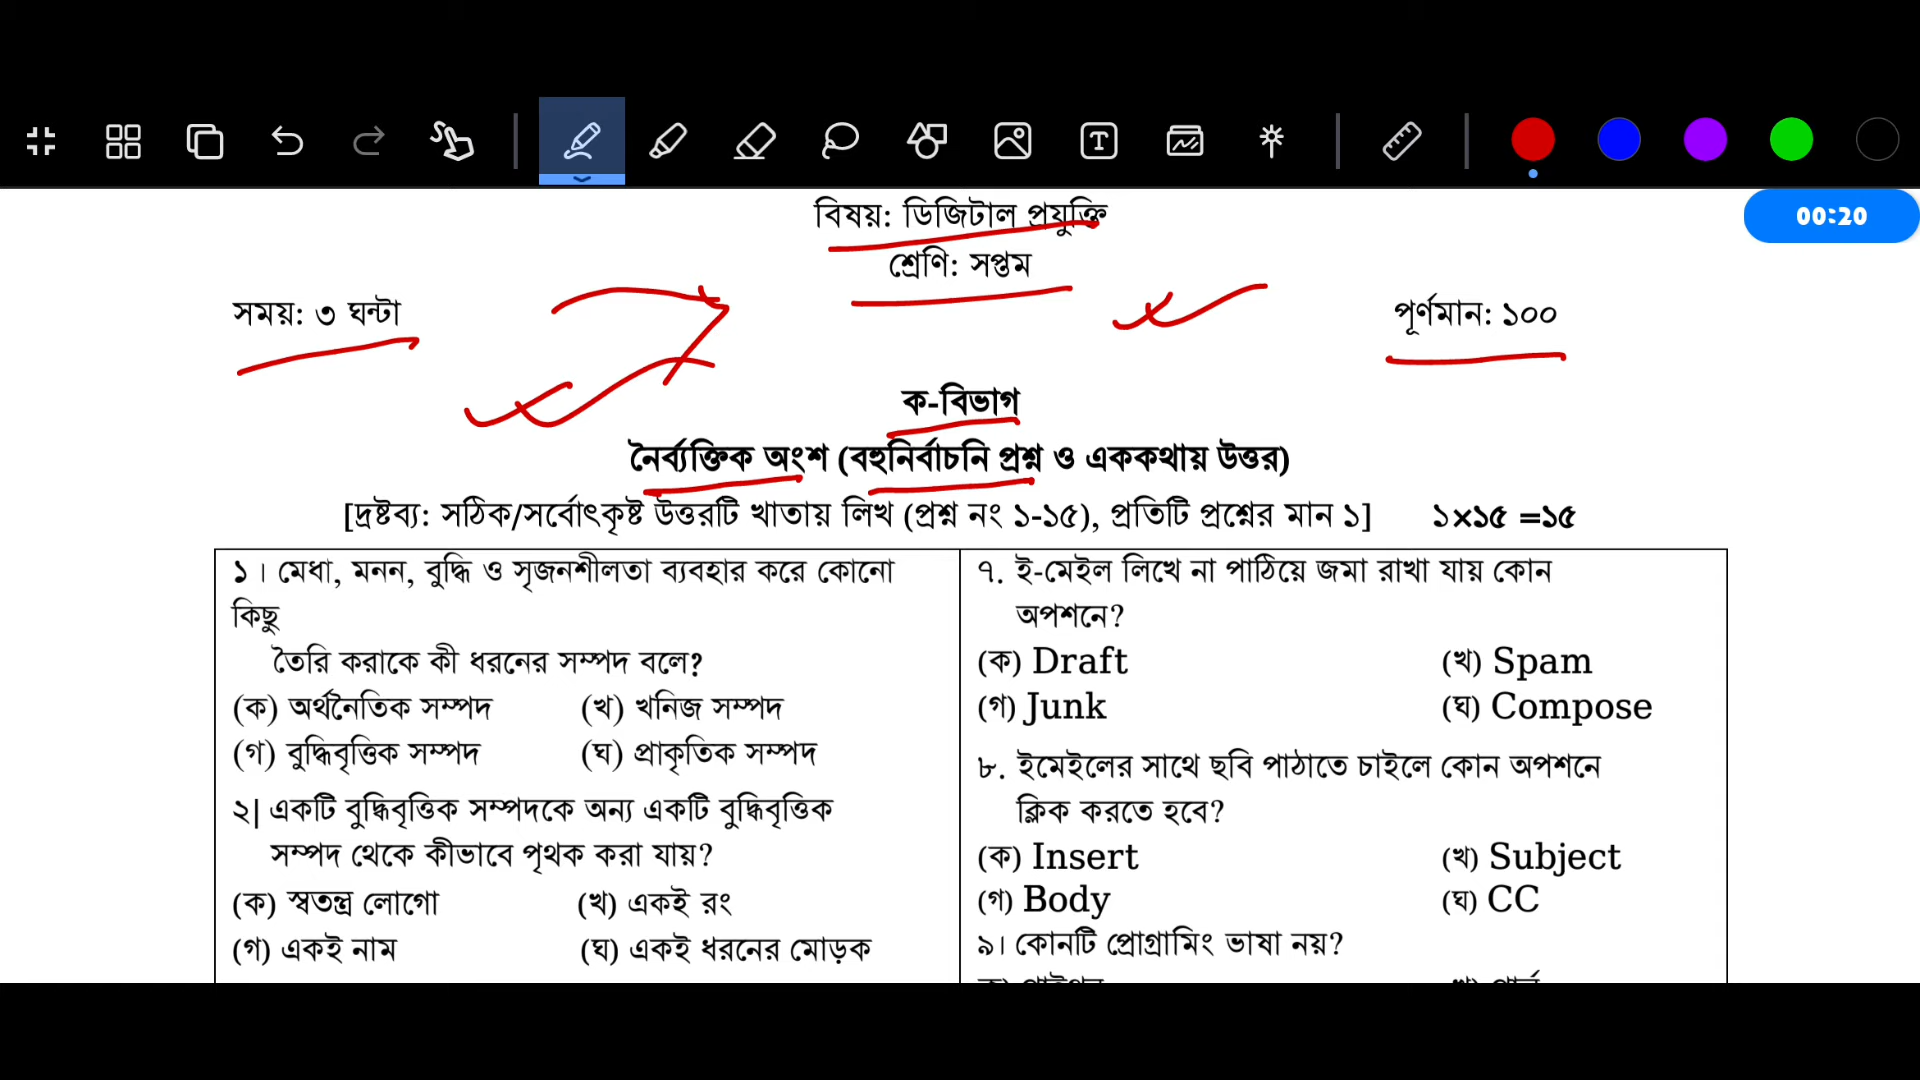 বিষয়: ডিজিটাল প্রযুক্তি
00:20
শ্রেণি: সপ্তম
সময়: ৩ ঘন্টা
পূর্ণমান: ১০০
ক-বিভাগ
নৈর্ব্যক্তিক অংশ (বহুনির্বাচনি প্রশ্ন ও এককথায় উত্তর)
[দ্রষ্টব্য: সঠিক/সর্বোৎকৃষ্ট উত্তরটি খাতায় লিখ (প্রশ্ন নং ১-১৫), প্রতিটি প্রশ্নের মান ১] ১×১৫ =১৫
১। মেধা, মনন, বুদ্ধি ও সৃজনশীলতা ব্যবহার করে কোনো
কিছু
তৈরি করাকে কী ধরনের সম্পদ বলে?
(ক) অর্থনৈতিক সম্পদ (খ) খনিজ সম্পদ
(গ) বুদ্ধিবৃত্তিক সম্পদ (ঘ) প্রাকৃতিক সম্পদ
২| একটি বুদ্ধিবৃত্তিক সম্পদকে অন্য একটি বুদ্ধিবৃত্তিক
সম্পদ থেকে কীভাবে পৃথক করা যায়?
(ক) স্বতন্ত্র লোগো (খ) একই রং
(গ) একই নাম (ঘ) একই ধরনের মোড়ক
৭. ই-মেইল লিখে না পাঠিয়ে জমা রাখা যায় কোন
অপশনে?
(ক) Draft (খ) Spam
(গ) Junk (ঘ) Compose
৮. ইমেইলের সাথে ছবি পাঠাতে চাইলে কোন অপশনে
ক্লিক করতে হবে?
(ক) Insert (খ) Subject
(গ) Body (ঘ) CC
৯। কোনটি প্রোগ্রামিং ভাষা নয়?